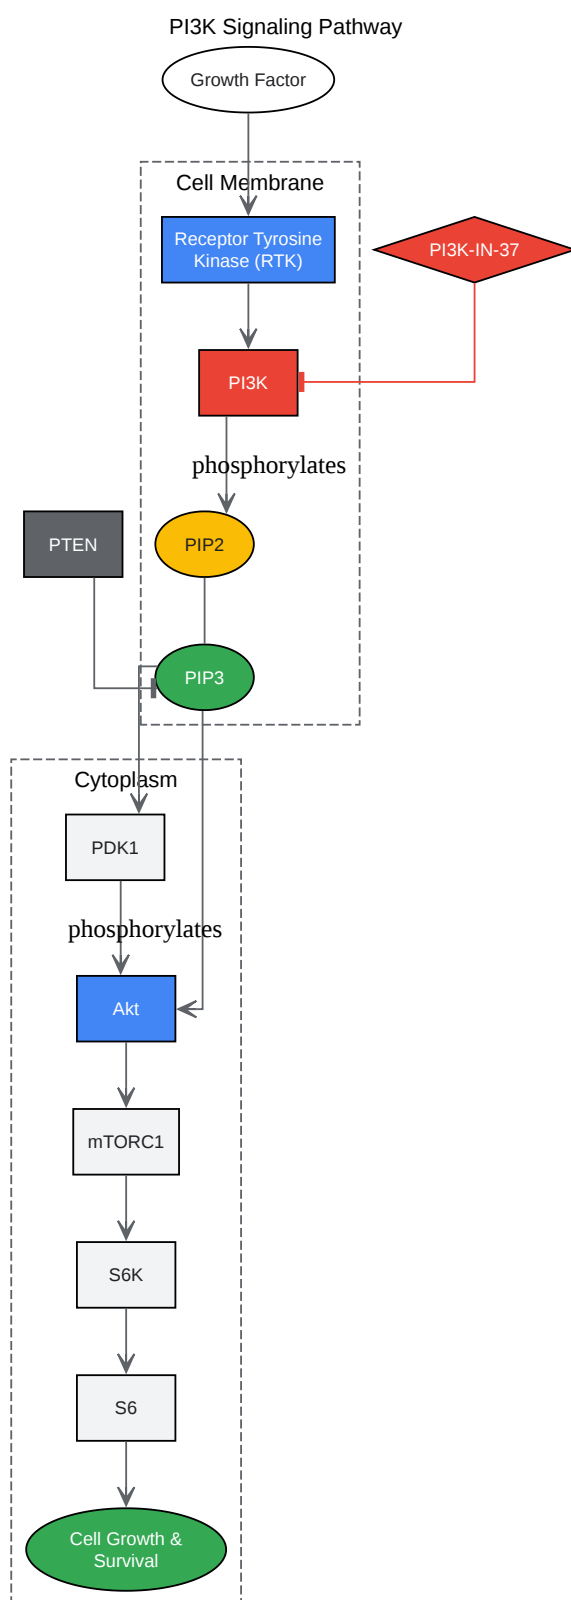 PI3K Signaling Pathway
Growth Factor
Cell Membrane
Receptor Tyrosine
Kinase (RTK)
PI3K-IN-37
PI3K
phosphorylates
PTEN
PIP2
PIP3
Cytoplasm
PDK1
phosphorylates
Akt
mTORC1
S6K
S6
Cell Growth &
Survival